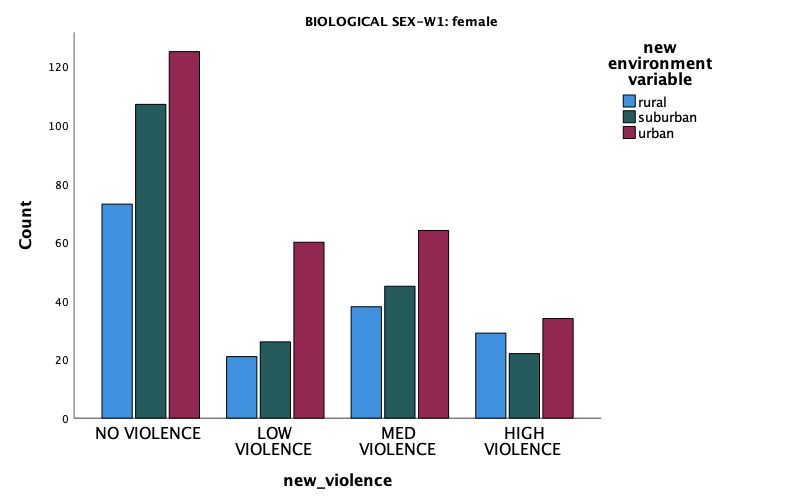 BIOLOGICAL SEX-W1: female
new
environment
variable
rural
suburban
urban
Count
120
100
80
60
40
20
0
NO VIOLENCE
LOW
VIOLENCE
MED
VIOLENCE
HIGH
VIOLENCE
new_violence